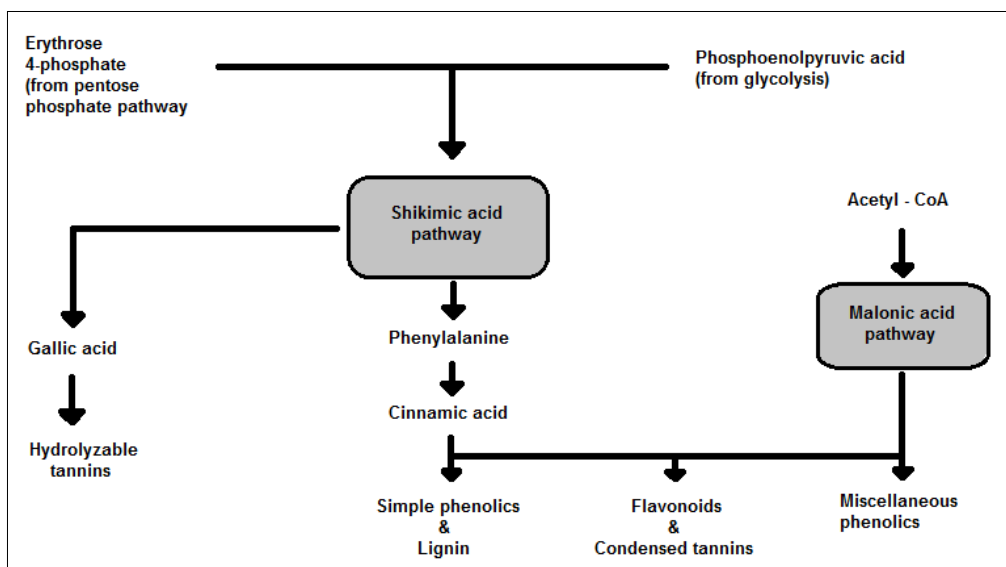 Erythrose
4-phosphate
(from pentose
phosphate pathway
Phosphoenolpyruvic acid
(from glycolysis)
Shikimic acid
pathway
Acetyl - CoA
Malonic acid
pathway
Gallic acid
Phenylalanine
Cinnamic acid
Hydrolyzable
tannins
Simple phenolics
&
Lignin
Flavonoids
&
Condensed tannins
Miscellaneous
phenolics